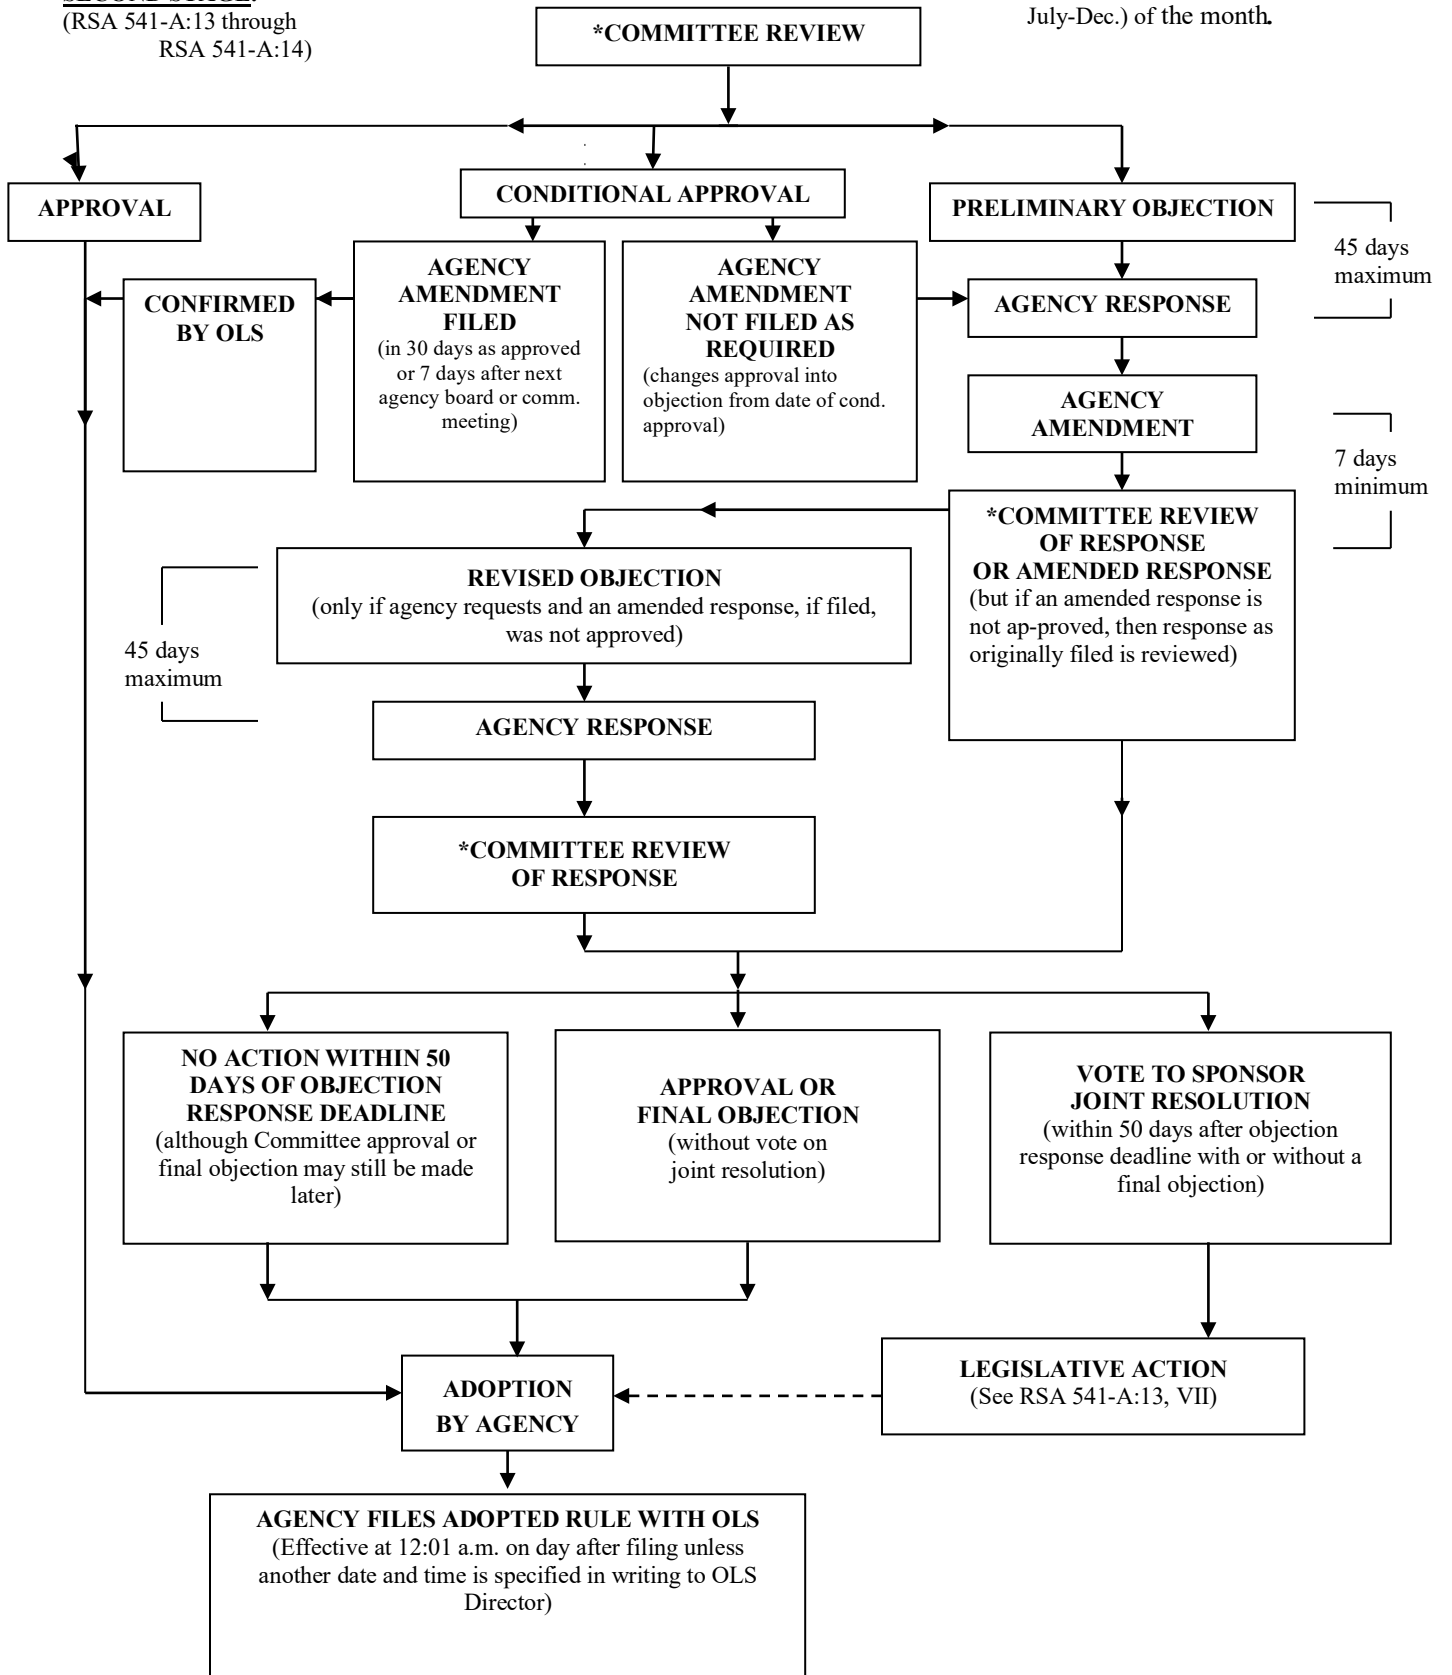 SECOND STAGE:
(RSA 541-A:13 through
RSA 541-A:14)
July-Dec.) of the month.
*COMMITTEE REVIEW
APPROVAL
CONDITIONAL APPROVAL
PRELIMINARY OBJECTION
45 days
maximum
CONFIRMED
BY OLS
AGENCY
AMENDMENT
FILED
(in 30 days as approved
or 7 days after next
agency board or comm.
meeting)
AGENCY
AMENDMENT
NOT FILED AS
REQUIRED
(changes approval into
objection from date of cond.
approval)
AGENCY RESPONSE
AGENCY
AMENDMENT
7 days
minimum
*COMMITTEE REVIEW
OF RESPONSE
OR AMENDED RESPONSE
(but if an amended response is
not ap-proved, then response as
originally filed is reviewed)
REVISED OBJECTION
(only if agency requests and an amended response, if filed,
was not approved)
45 days
maximum
AGENCY RESPONSE
*COMMITTEE REVIEW
OF RESPONSE
NO ACTION WITHIN 50
DAYS OF OBJECTION
RESPONSE DEADLINE
(although Committee approval or
final objection may still be made
later)
APPROVAL OR
FINAL OBJECTION
(without vote on
joint resolution)
VOTE TO SPONSOR
JOINT RESOLUTION
(within 50 days after objection
response deadline with or without a
final objection)
ADOPTION
BY AGENCY
LEGISLATIVE ACTION
(See RSA 541-A:13, VII)
AGENCY FILES ADOPTED RULE WITH OLS
(Effective at 12:01 a.m. on day after filing unless
another date and time is specified in writing to OLS
Director)